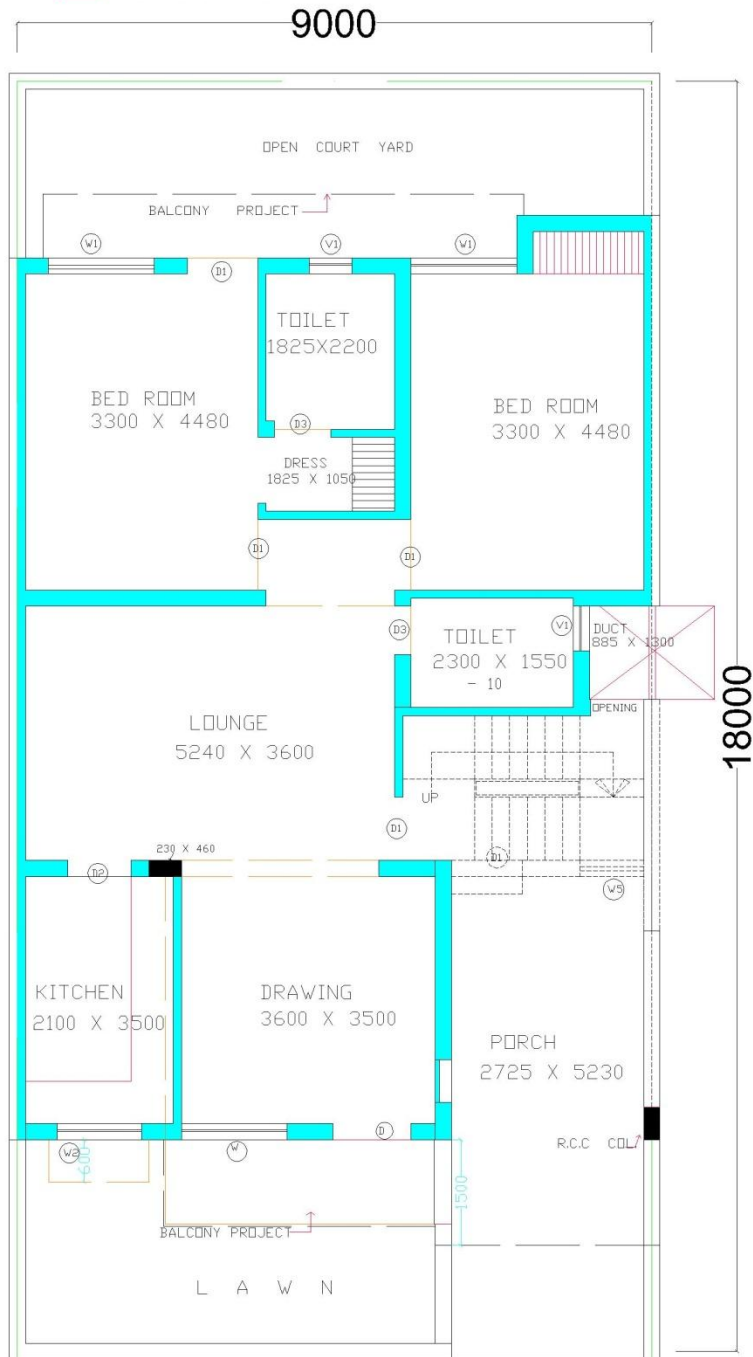 9000
OPEN COURT YARD
BALCONY PROJECT
W1
D1
V1
W1
TOILET
1825X2200
BED ROOM
3300 X 4480
BED ROOM
3300 X 4480
D3
DRESS
1825 X 1050
D1
D1
D3
TOILET
2300 X 1550
- 10
V1
DUCT
885 X 1300
OPENING
18000
LOUNGE
5240 X 3600
UP
D1
230 X 460
D2
D1
W5
KITCHEN
2100 X 3500
DRAWING
3600 X 3500
PORCH
2725 X 5230
R.C.C COL.
W2
600
W
D
1500
BALCONY PROJECT
L A W N